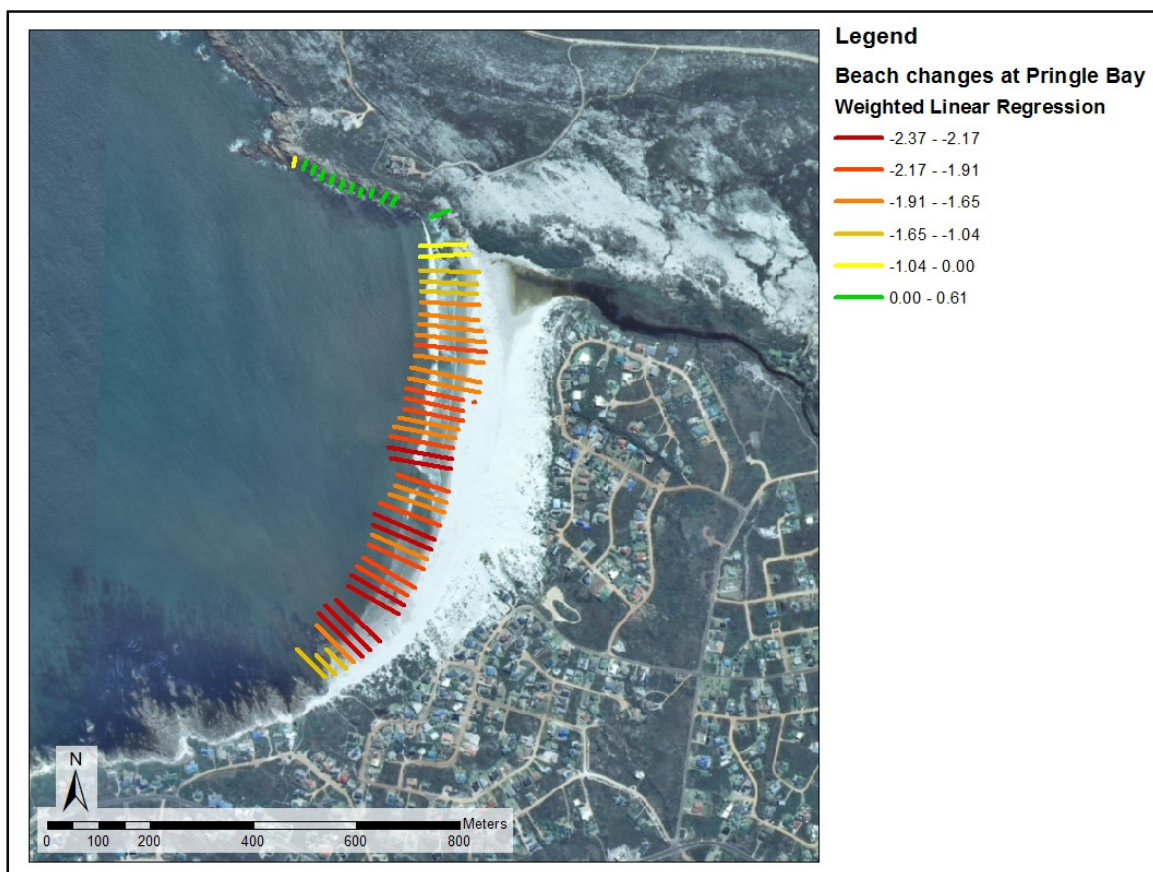 Legend
Beach changes at Pringle Bay
Weighted Linear Regression
-2.37 - -2.17
-2.17 - -1.91
-1.91 - -1.65
-1.65 - -1.04
-1.04 - 0.00
0.00 - 0.61
N
Meters
0 100 200 400 600 800